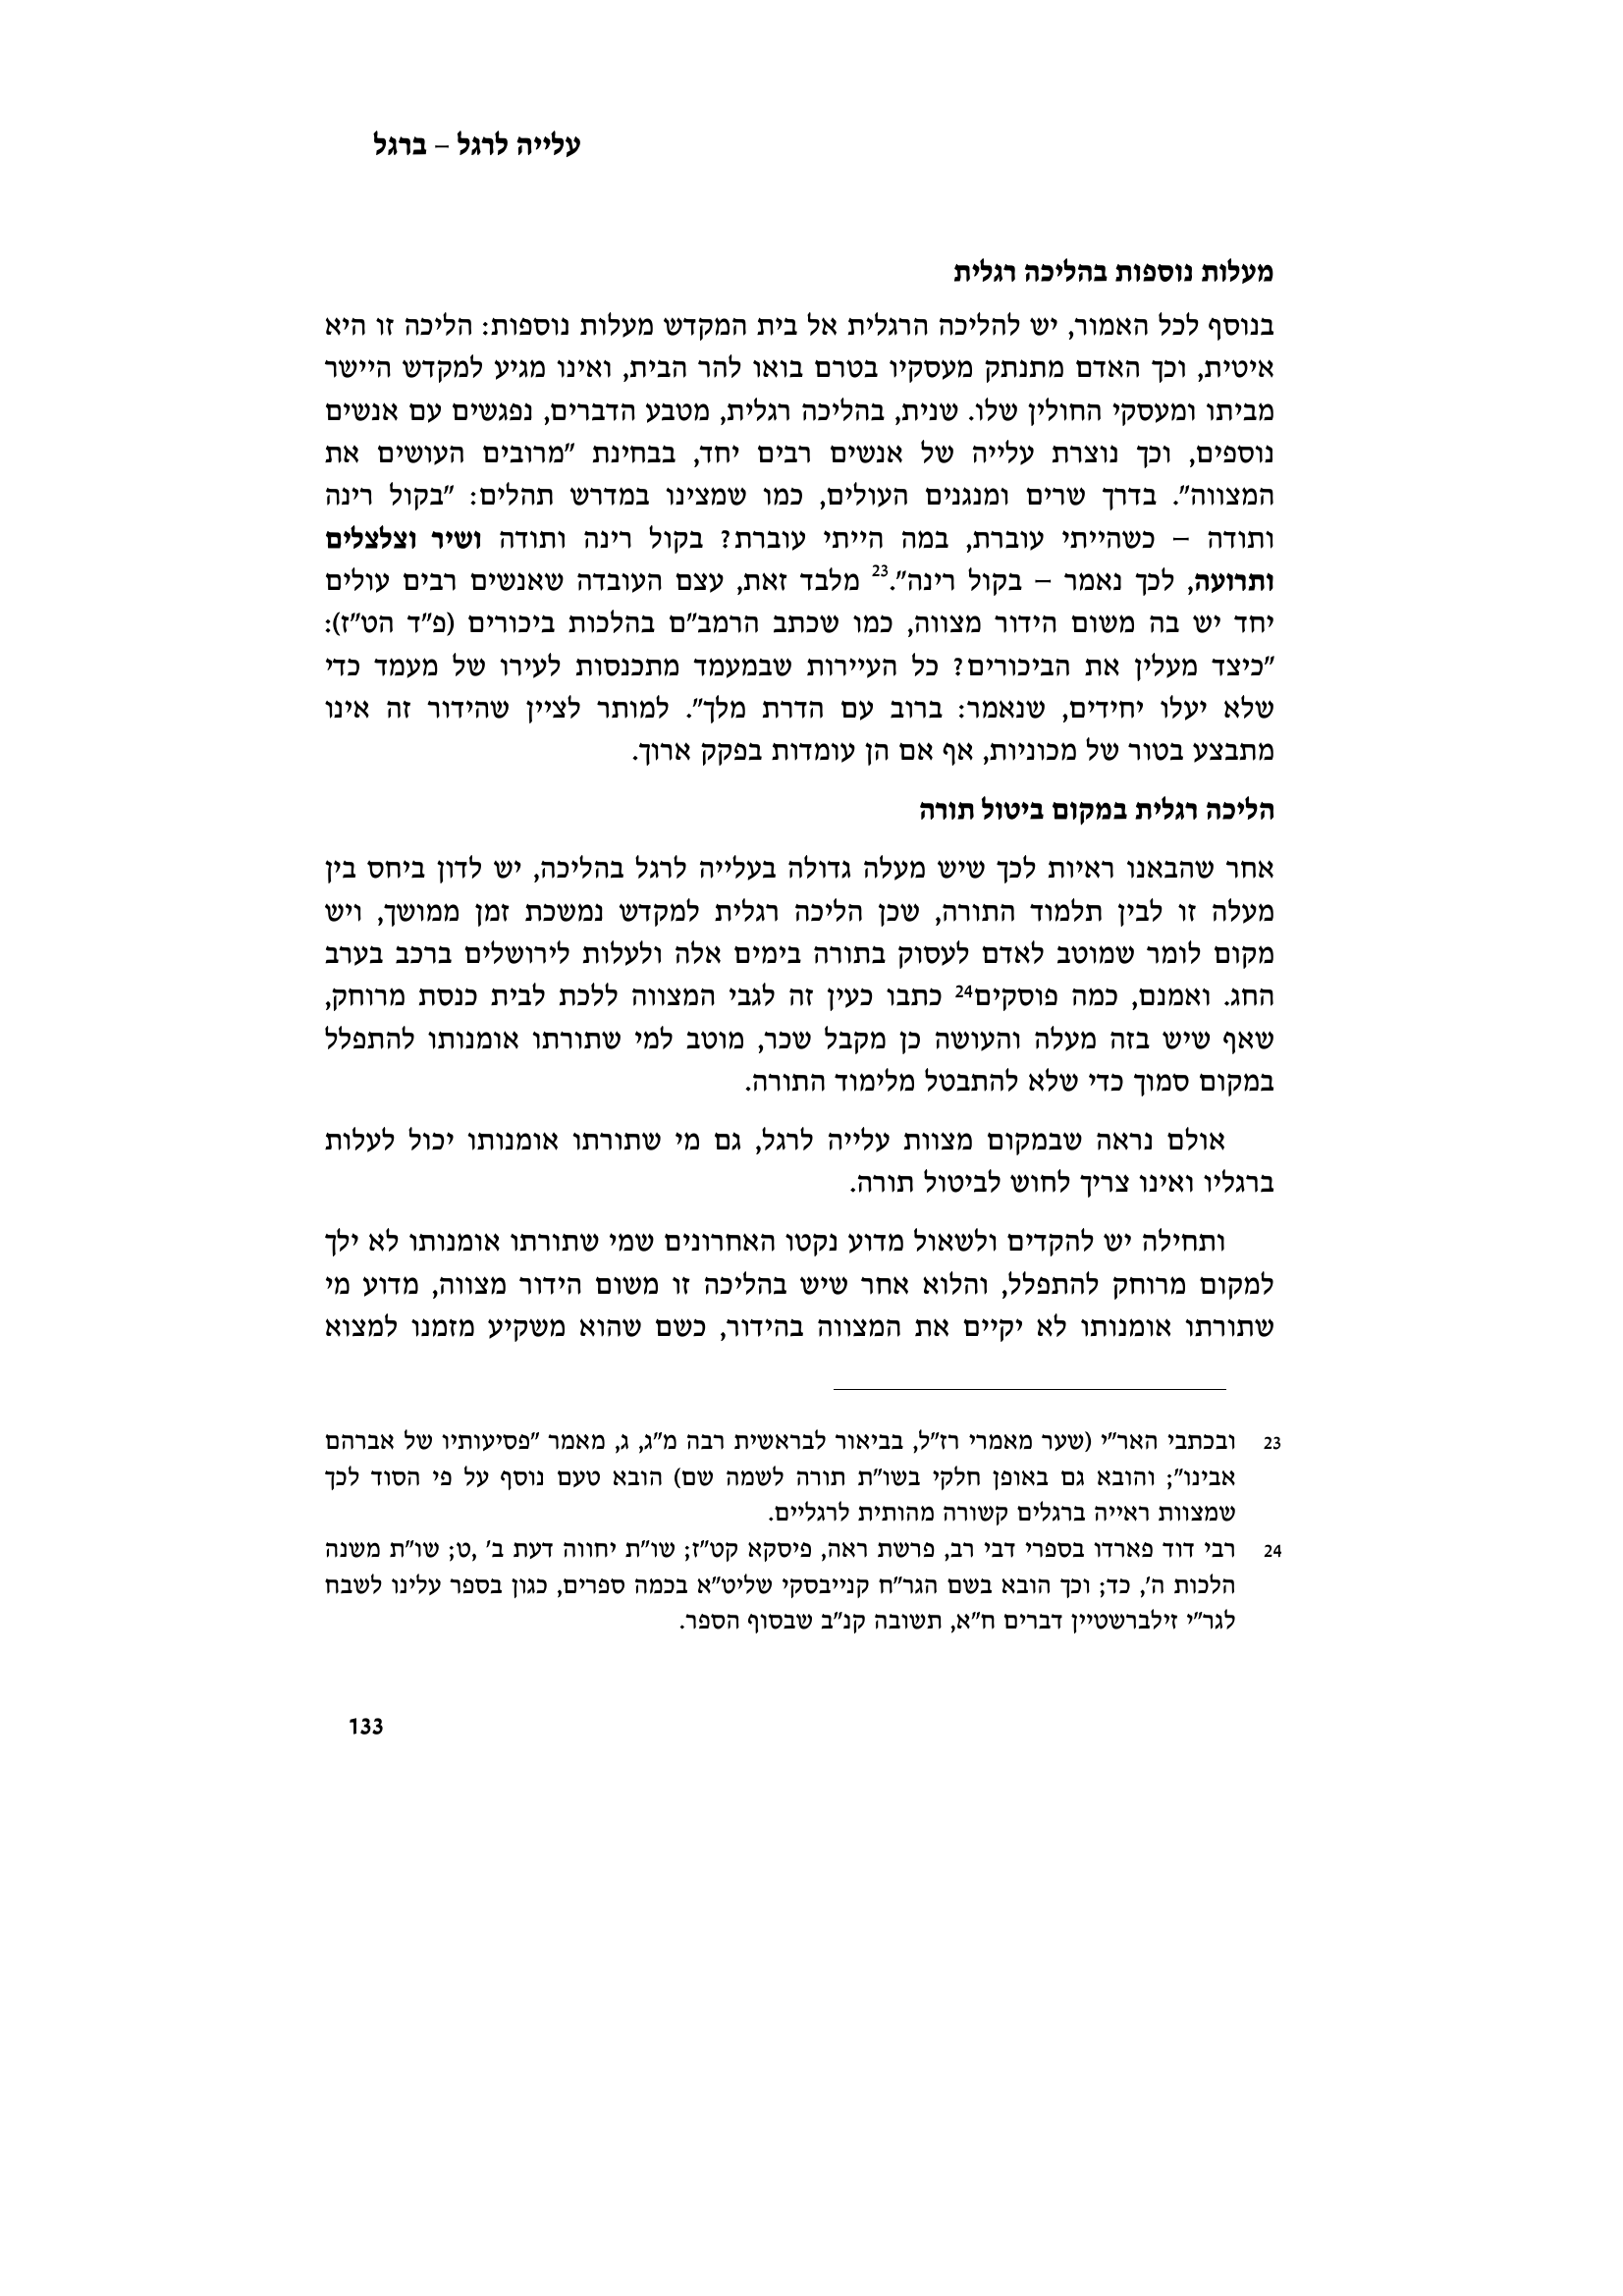 עלייה לרגל – ברגל
מעלות נוספות בהליכה רגלית
בנוסף לכל האמור, יש להליכה הרגלית אל בית המקדש מעלות נוספות: הליכה זו היא
איטית, וכך האדם מתנתק מעסקיו בטרם בואו להר הבית, ואינו מגיע למקדש היישר
מביתו ומעסקי החולין שלו. שנית, בהליכה רגלית, מטבע הדברים, נפגשים עם אנשים
נוספים, וכך נוצרת עלייה של אנשים רבים יחד, בבחינת "מרובים העושים את
המצווה". בדרך שרים ומנגנים העולים, כמו שמצינו במדרש תהלים: "בקול רינה
ותודה – כשהייתי עוברת, במה הייתי עוברת? בקול רינה ותודה ושיר וצלצלים
ותרועה, לכך נאמר – בקול רינה".23 מלבד זאת, עצם העובדה שאנשים רבים עולים
יחד יש בה משום הידור מצווה, כמו שכתב הרמב"ם בהלכות ביכורים (פ"ד הט"ז):
"כיצד מעלין את הביכורים? כל העיירות שבמעמד מתכנסות לעירו של מעמד כדי
שלא יעלו יחידים, שנאמר: ברוב עם הדרת מלך". למותר לציין שהידור זה אינו
מתבצע בטור של מכוניות, אף אם הן עומדות בפקק ארוך.
הליכה רגלית במקום ביטול תורה
אחר שהבאנו ראיות לכך שיש מעלה גדולה בעלייה לרגל בהליכה, יש לדון ביחס בין
מעלה זו לבין תלמוד התורה, שכן הליכה רגלית למקדש נמשכת זמן ממושך, ויש
מקום לומר שמוטב לאדם לעסוק בתורה בימים אלה ולעלות לירושלים ברכב בערב
החג. ואמנם, כמה פוסקים24 כתבו כעין זה לגבי המצווה ללכת לבית כנסת מרוחק,
שאף שיש בזה מעלה והעושה כן מקבל שכר, מוטב למי שתורתו אומנותו להתפלל
במקום סמוך כדי שלא להתבטל מלימוד התורה.
אולם נראה שבמקום מצוות עלייה לרגל, גם מי שתורתו אומנותו יכול לעלות
ברגליו ואינו צריך לחוש לביטול תורה.
ותחילה יש להקדים ולשאול מדוע נקטו האחרונים שמי שתורתו אומנותו לא ילך
למקום מרוחק להתפלל, והלוא אחר שיש בהליכה זו משום הידור מצווה, מדוע מי
שתורתו אומנותו לא יקיים את המצווה בהידור, כשם שהוא משקיע מזמנו למצוא
23 ובכתבי האר"י (שער מאמרי רז"ל, בביאור לבראשית רבה מ"ג, ג, מאמר "פסיעותיו של אברהם
אבינו"; והובא גם באופן חלקי בשו"ת תורה לשמה שם) הובא טעם נוסף על פי הסוד לכך
שמצוות ראייה ברגלים קשורה מהותית לרגליים.
24 רבי דוד פארדו בספרי דבי רב, פרשת ראה, פיסקא קט"ז; שו"ת יחווה דעת ב' ,ט; שו"ת משנה
הלכות ה', כד; וכך הובא בשם הגר"ח קנייבסקי שליט"א בכמה ספרים, כגון בספר עלינו לשבח
לגר"י זילברשטיין דברים ח"א, תשובה קנ"ב שבסוף הספר.
133